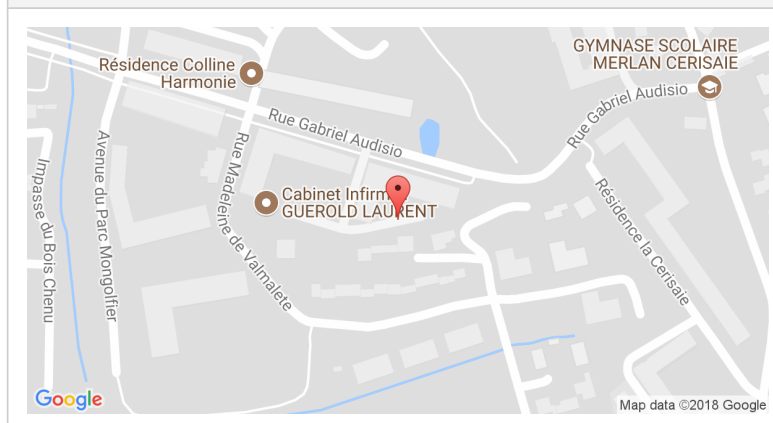 GYMNASE SCOLAIRE
MERLAN CERISAIE
Résidence Colline
Harmonie
Rue Gabriel Audisio
Rue Gabriel Audisio
Avenue du Parc Mongolfier
Impasse du Bois Chenu
Rue Madeleine de Valmalete
Cabinet Infirm
GUEROLD LAURENT
Résidence la Cerisaie
Google
Map data ©2018 Google